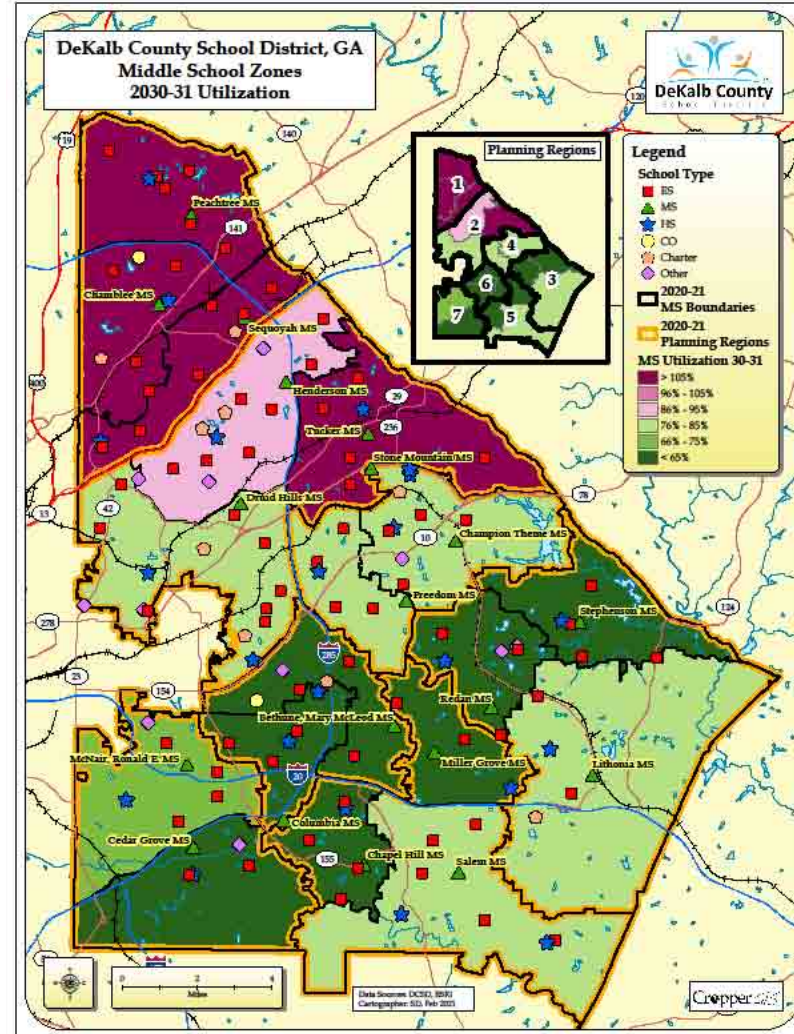 DeKalb County School District, GA
Middle School Zones
2030-31 Utilization
DeKalb County
School District
Planning Regions
1
2
4
3
6
7
5
Legend
School Type
ES
MS
HS
CO
Charter
Other
2020-21
MS Boundaries
2020-21
Planning Regions
MS Utilization 30-31
> 105%
96% - 105%
86% - 95%
76% - 85%
66% - 75%
< 65%
19
140
120
Peachtree MS
141
Chamblee MS
Sequoyah MS
400
Henderson MS
29
236
Tucker MS
Stone Mountain MS
78
13
42
Druid Hills MS
10
Champion Theme MS
Freedom MS
Stephenson MS
124
278
285
23
154
Redan MS
Bethune, Mary McLeod MS
McNair, Ronald E. MS
Miller Grove MS
Lithonia MS
20
Columbia MS
Cedar Grove MS
155
Chapel Hill MS
Salem MS
0 2 4
Miles
Data Sources: DCSD, ESRI
Cartographer: SD, Feb 2021
Cropper GIS